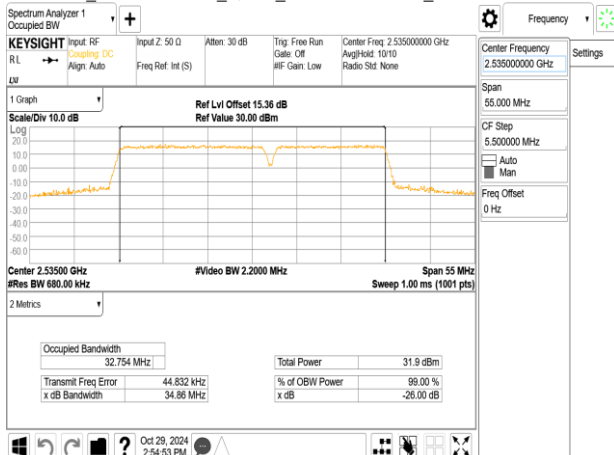 Spectrum Analyzer 1
Occupied BW
+
Frequency
KEYSIGHT
Input: RF
Coupling: DC
Align: Auto
Input Z: 50 Ω
Freq Ref: Int (S)
Atten: 30 dB
Trig: Free Run
Gate: Off
#IF Gain: Low
Center Freq: 2.535000000 GHz
Avg|Hold: 10/10
Radio Std: None
RL
LXI
Center Frequency
2.535000000 GHz
Settings
Span
55.000 MHz
CF Step
5.500000 MHz
Auto
Man
Freq Offset
0 Hz
1 Graph
Scale/Div 10.0 dB
Ref Lvl Offset 15.36 dB
Ref Value 30.00 dBm
Log
20.0
10.0
0.00
-10.0
-20.0
-30.0
-40.0
-50.0
-60.0
Center 2.53500 GHz
#Res BW 680.00 kHz
#Video BW 2.2000 MHz
Span 55 MHz
Sweep 1.00 ms (1001 pts)
2 Metrics
Occupied Bandwidth
32.754 MHz
Transmit Freq Error 44.832 kHz
x dB Bandwidth 34.86 MHz
Total Power 31.9 dBm
% of OBW Power 99.00 %
x dB -26.00 dB
?
Oct 29, 2024
2:54:53 PM